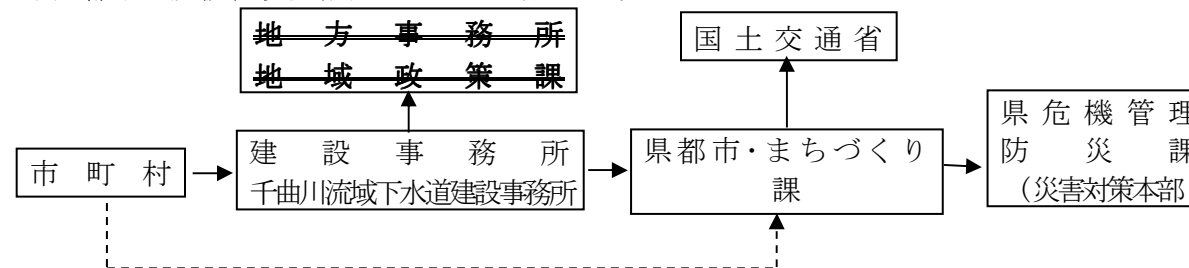 地方事務所
地域政策課
国土交通省
市町村
建設事務所
千曲川流域下水道建設事務所
県都市・まちづくり
課
県危機管理
防災課
（災害対策本部